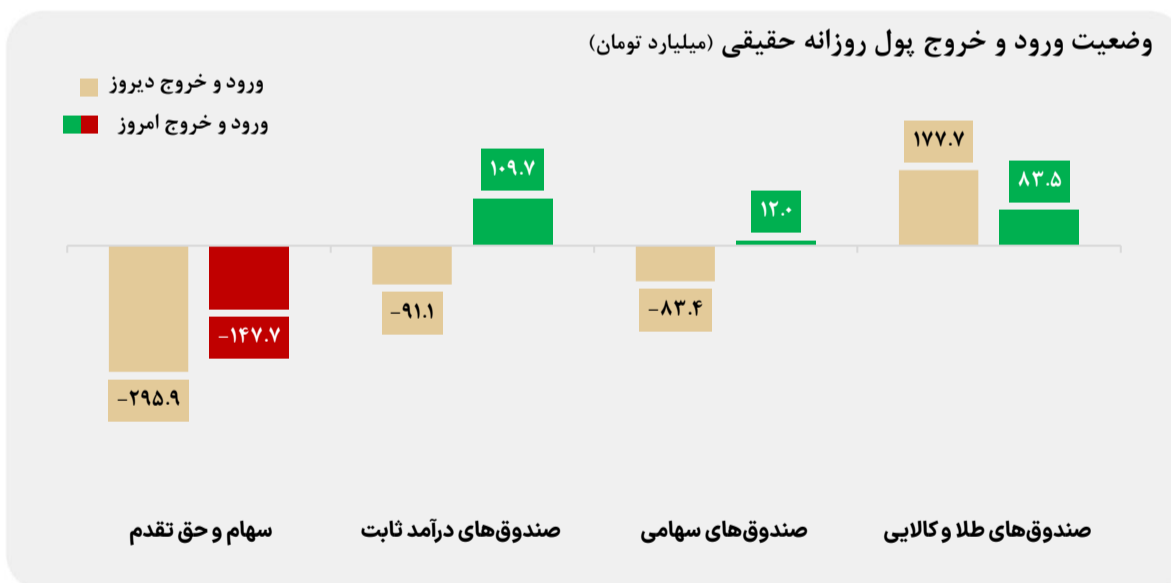 وضعیت ورود و خروج پول روزانه حقیقی (میلیارد تومان)
ورود و خروج دیروز
ورود و خروج امروز
۱۷۷.۷
۸۳.۵
۱۲.۰
-۸۳.۴
۱۰۹.۷
-۹۱.۱
-۱۴۷.۷
-۲۹۵.۹
صندوق‌های طلا و کالایی
صندوق‌های سهامی
صندوق‌های درآمد ثابت
سهام و حق تقدم